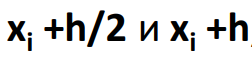 xᵢ +h/2 и xᵢ +h